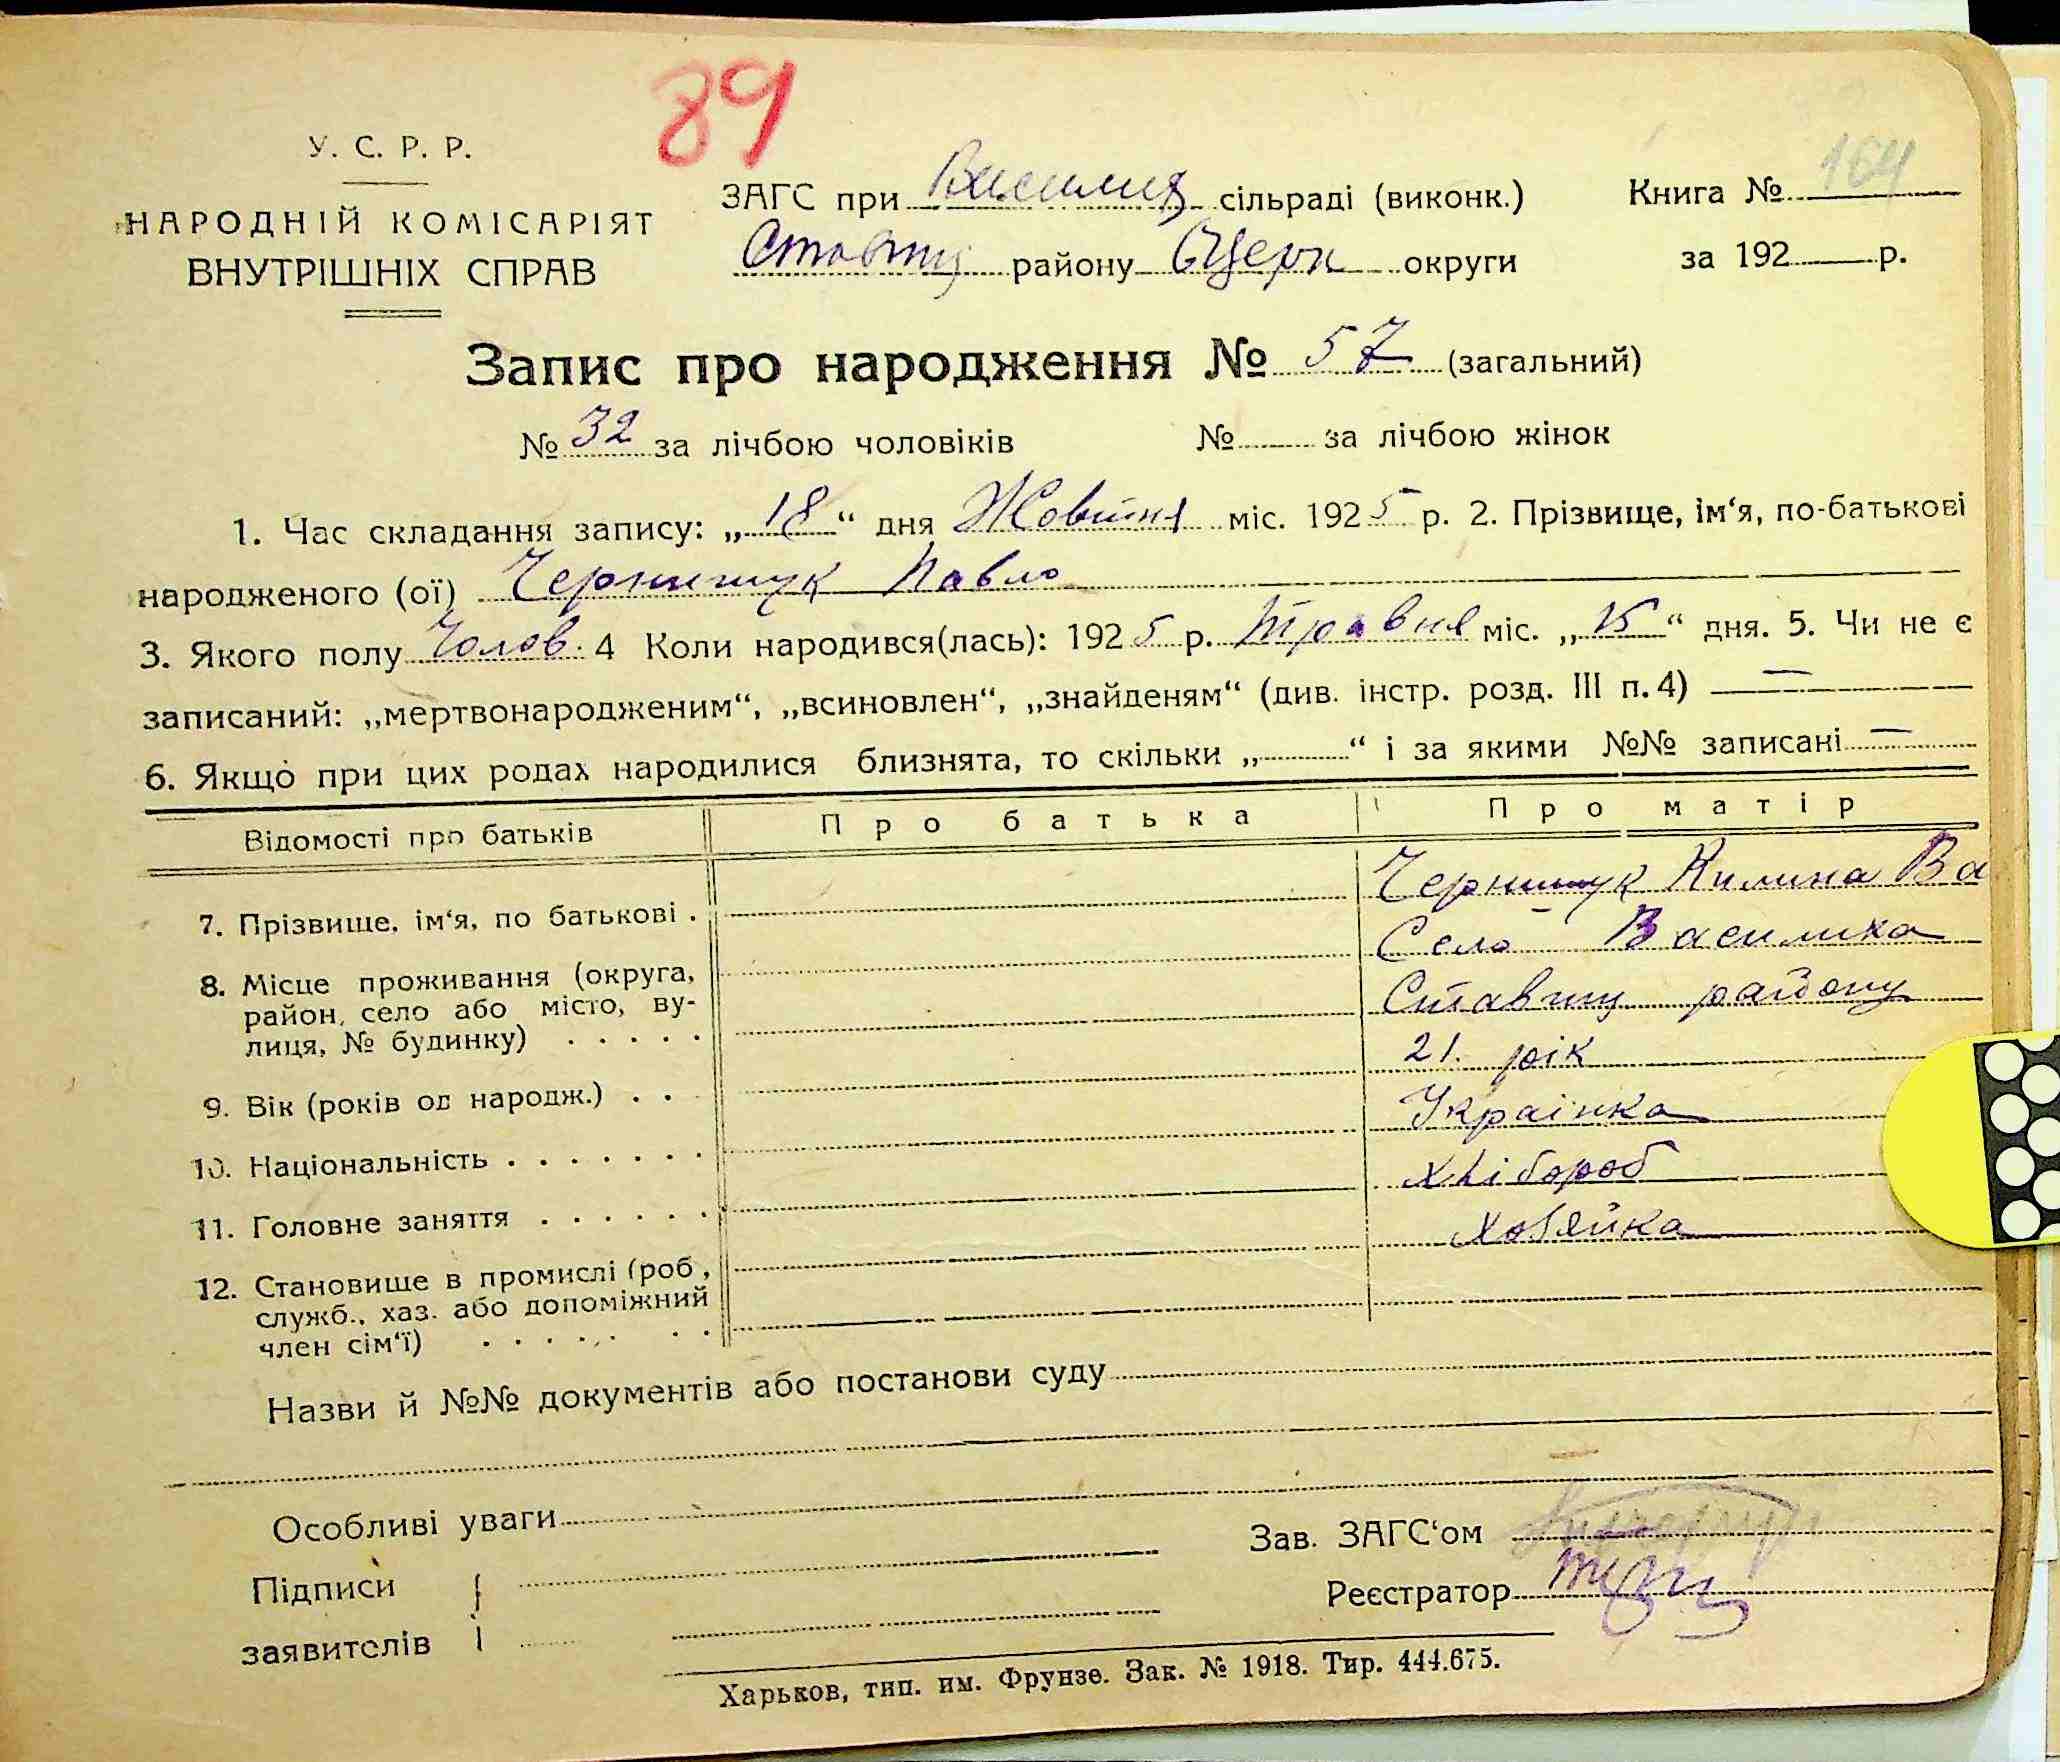 89
У. С. Р. Р.
НАРОДНІЙ КОМІСАРІЯТ
ВНУТРІШНІХ СПРАВ
ЗАГС при Василих сільраді (виконк.)
Книга № 164
Ставищ району Бцерк округи
за 192 р.
Запис про народження № 57 (загальний)
№ 32 за лічбою чоловіків № за лічбою жінок
1. Час складання запису: „18“ дня Жовтня міс. 1925 р. 2. Прізвище, ім‘я, по-батькові
народженого (ої) Чернишук Павло
3. Якого полу Чолов. 4 Коли народився(лась): 1925 р. Травня міс. „15“ дня. 5. Чи не є
записаний: „мертвонародженим“, „всиновлен“, „знайденям“ (див. інстр. розд. III п. 4) —
6. Якщо при цих родах народилися близнята, то скільки „ “ і за якими №№ записані —
Відомості про батьків Про батька Про матір
7. Прізвище, ім‘я, по батькові . Чернишук Килина Ва
8. Місце проживання (округа, Село Василиха
район, село або місто, ву- Ставищ району
лиця, № будинку) . . . . .
9. Вік (років од народж.) . . 21. рік
10. Національність . . . . . . . Украінка
11. Головне заняття . . . . . . Хлібороб
12. Становище в промислі (роб., Хозяйка
служб., хаз. або допоміжний
член сім‘ї) . . . . . . .
Назви й №№ документів або постанови суду
Особливі уваги
Зав. ЗАГС‘ом
Підписи
Реєстратор
заявителів
Харьков, тип. им. Фрунзе. Зак. № 1918. Тир. 444.675.